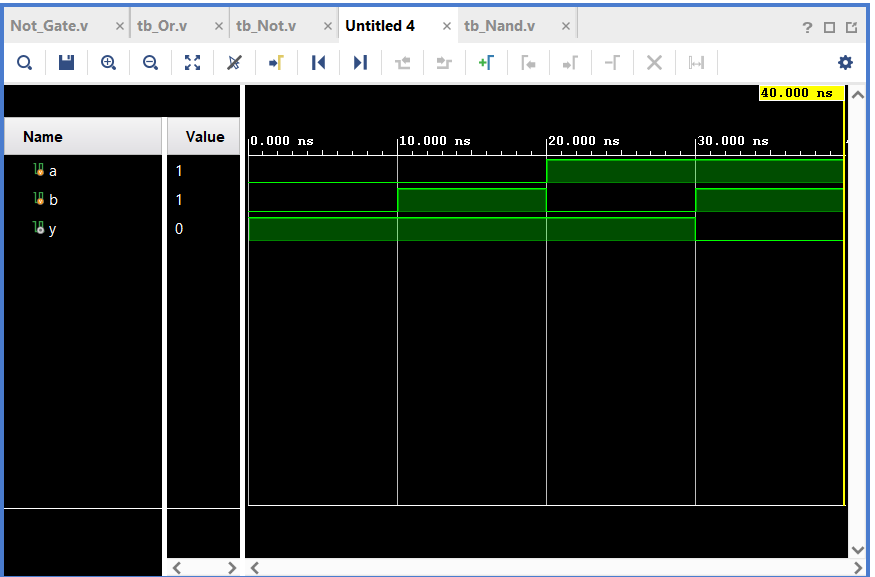 Not_Gate.v × tb_Or.v × tb_Not.v × Untitled 4 × tb_Nand.v × ?
40.000 ns
Name Value
0.000 ns 10.000 ns 20.000 ns 30.000 ns
a 1
b 1
y 0